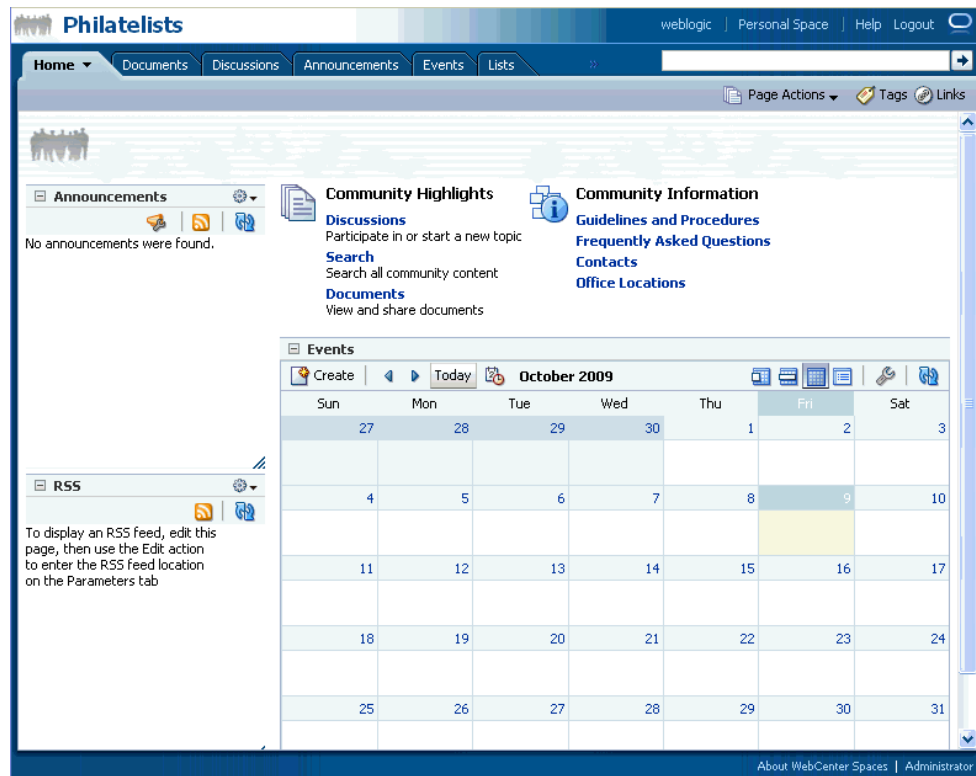 Philatelists
weblogic | Personal Space | Help Logout
Home Documents Discussions Announcements Events Lists
Page Actions Tags Links
Announcements
No announcements were found.
RSS
To display an RSS feed, edit this
page, then use the Edit action
to enter the RSS feed location
on the Parameters tab
Community Highlights
Discussions
Participate in or start a new topic
Search
Search all community content
Documents
View and share documents
Community Information
Guidelines and Procedures
Frequently Asked Questions
Contacts
Office Locations
Events
Create Today October 2009
Sun Mon Tue Wed Thu Fri Sat
27 28 29 30 1 2 3
4 5 6 7 8 9 10
11 12 13 14 15 16 17
18 19 20 21 22 23 24
25 26 27 28 29 30 31
About WebCenter Spaces | Administrator